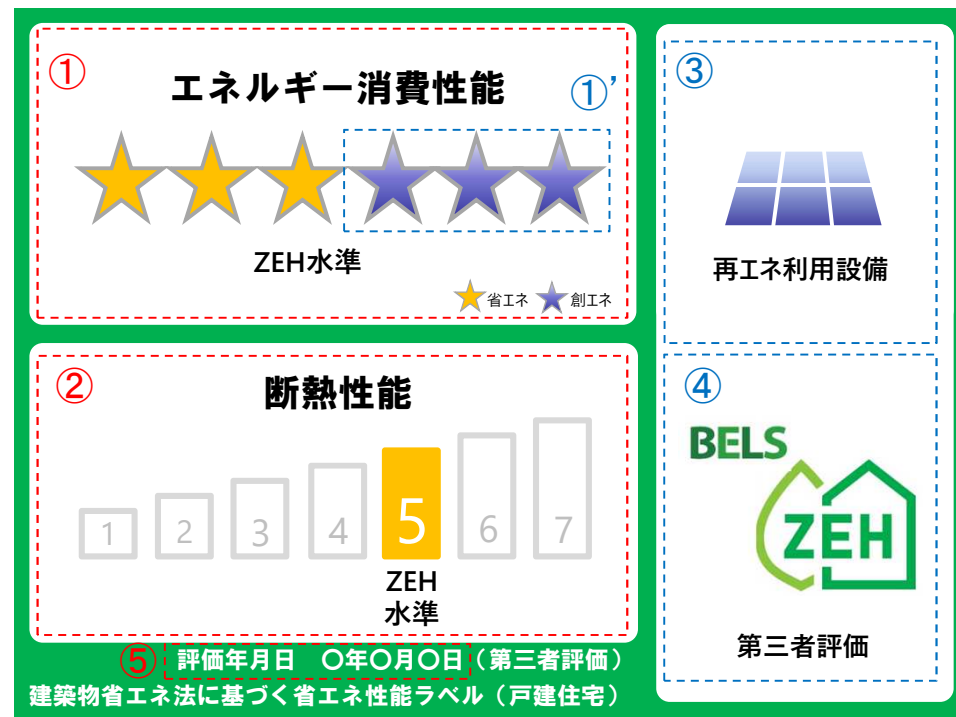 ①
エネルギー消費性能
①’
ZEH水準
省エネ 創エネ
②
断熱性能
1 2 3 4 5 6 7
ZEH
水準
③
再エネ利用設備
④
BELS
ZEH
第三者評価
⑤ 評価年月日　〇年〇月〇日（第三者評価）
建築物省エネ法に基づく省エネ性能ラベル（戸建住宅）